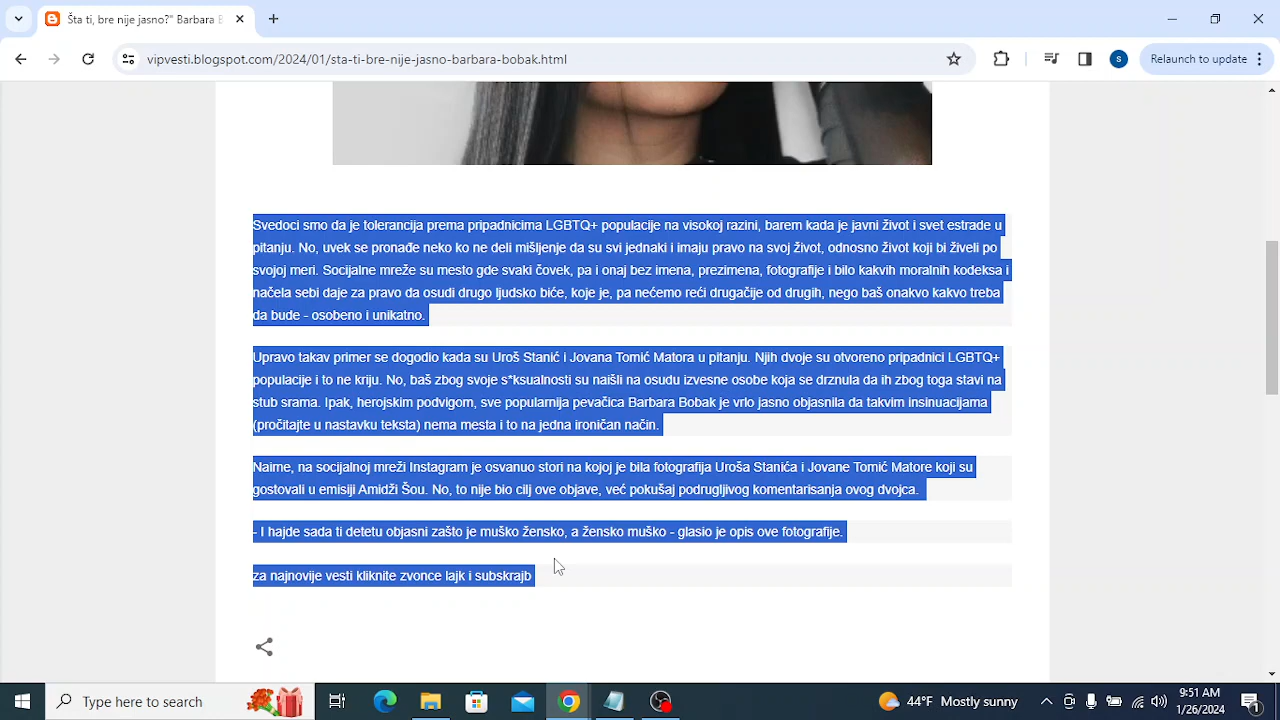 Šta ti, bre nije jasno?" Barbara B
vipvesti.blogspot.com/2024/01/sta-ti-bre-nije-jasno-barbara-bobak.html
S
Relaunch to update
Svedoci smo da je tolerancija prema pripadnicima LGBTQ+ populacije na visokoj razini, barem kada je javni život i svet estrade u
pitanju. No, uvek se pronađe neko ko ne deli mišljenje da su svi jednaki i imaju pravo na svoj život, odnosno život koji bi živeli po
svojoj meri. Socijalne mreže su mesto gde svaki čovek, pa i onaj bez imena, prezimena, fotografije i bilo kakvih moralnih kodeksa i
načela sebi daje za pravo da osudi drugo ljudsko biće, koje je, pa nećemo reći drugačije od drugih, nego baš onakvo kakvo treba
da bude - osobeno i unikatno.
Upravo takav primer se dogodio kada su Uroš Stanić i Jovana Tomić Matora u pitanju. Njih dvoje su otvoreno pripadnici LGBTQ+
populacije i to ne kriju. No, baš zbog svoje s*ksualnosti su naišli na osudu izvesne osobe koja se drznula da ih zbog toga stavi na
stub srama. Ipak, herojskim podvigom, sve popularnija pevačica Barbara Bobak je vrlo jasno objasnila da takvim insinuacijama
(pročitajte u nastavku teksta) nema mesta i to na jedna ironičan način.
Naime, na socijalnoj mreži Instagram je osvanuo stori na kojoj je bila fotografija Uroša Stanića i Jovane Tomić Matore koji su
gostovali u emisiji Amidži Šou. No, to nije bio cilj ove objave, već pokušaj podrugljivog komentarisanja ovog dvojca.
- I hajde sada ti detetu objasni zašto je muško žensko, a žensko muško - glasio je opis ove fotografije.
za najnovije vesti kliknite zvonce lajk i subskrajb
Type here to search
44°F Mostly sunny
9:51 AM
1/26/2024
1